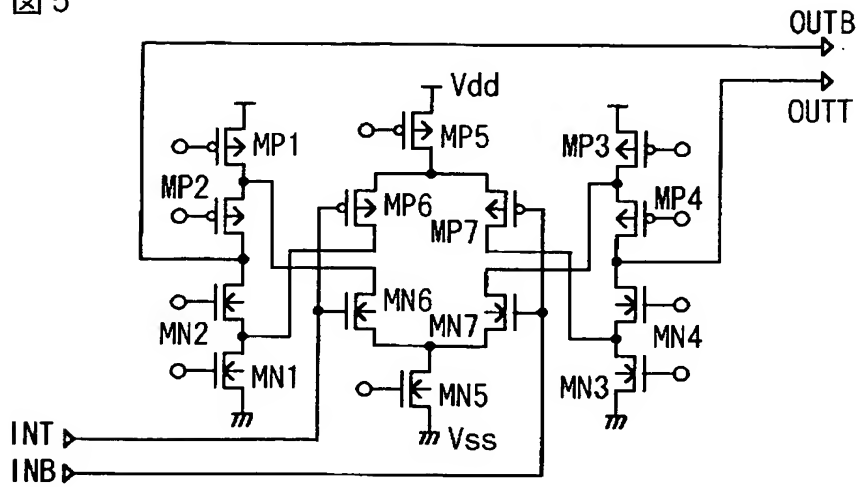 図5
OUTB
OUTT
Vdd
MP1
MP5
MP3
MP2
MP6
MP7
MP4
MN6
MN7
MN2
MN4
MN1
MN5
MN3
INT
Vss
INB